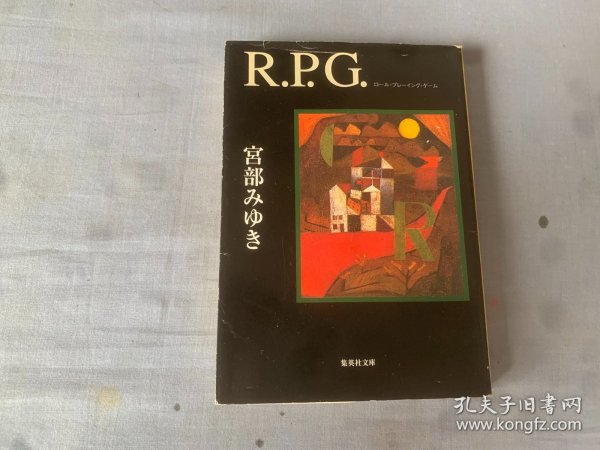 R.P.G.
ロール・プレーイング・ゲーム
宮部みゆき
R
集英社文庫
孔夫子旧書网
www.kongfz.com